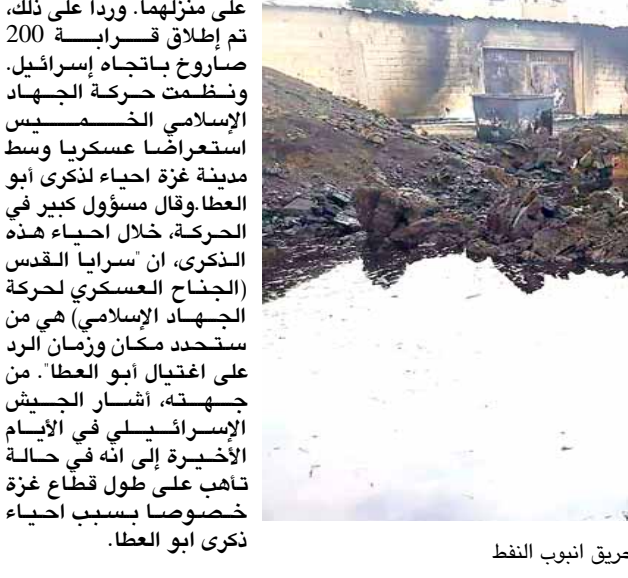 على منزلهما. وردا على ذلك،
تم إطلاق قرابة 200
صاروخ باتجاه إسرائيل.
ونظمت حركة الجهاد
الإسلامي الخميس
استعراضا عسكريا وسط
مدينة غزة احياء لذكرى أبو
العطا.وقال مسؤول كبير في
الحركة، خلال احياء هذه
الذكرى، ان "سرايا القدس
(الجناح العسكري لحركة
الجهاد الإسلامي) هي من
ستحدد مكان وزمان الرد
على اغتيال أبو العطا". من
جهته، أشار الجيش
الإسرائيلي في الأيام
الأخيرة إلى انه في حالة
تأهب على طول قطاع غزة
خصوصا بسبب احياء
ذكرى ابو العطا.
حريق انبوب النفط